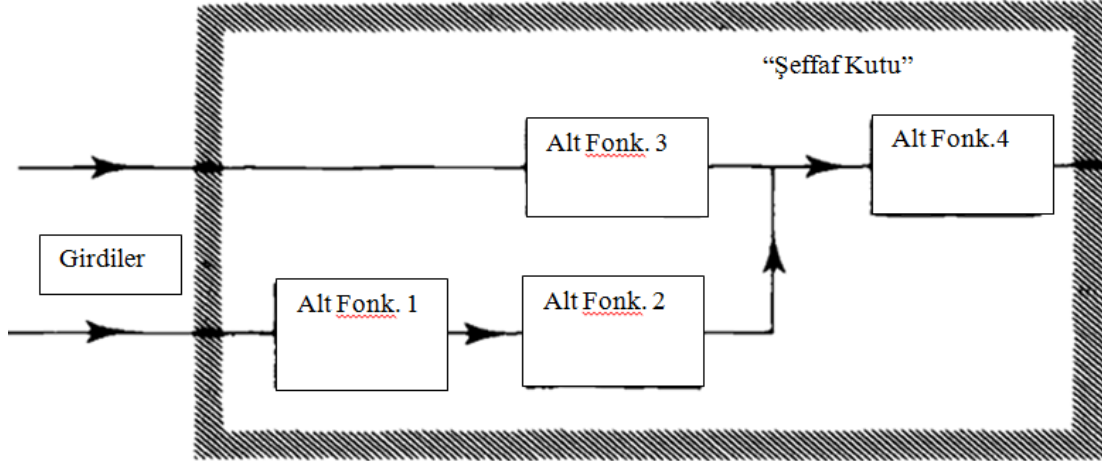 “Şeffaf Kutu”
Alt Fonk. 3
Alt Fonk.4
Girdiler
Alt Fonk. 1
Alt Fonk. 2